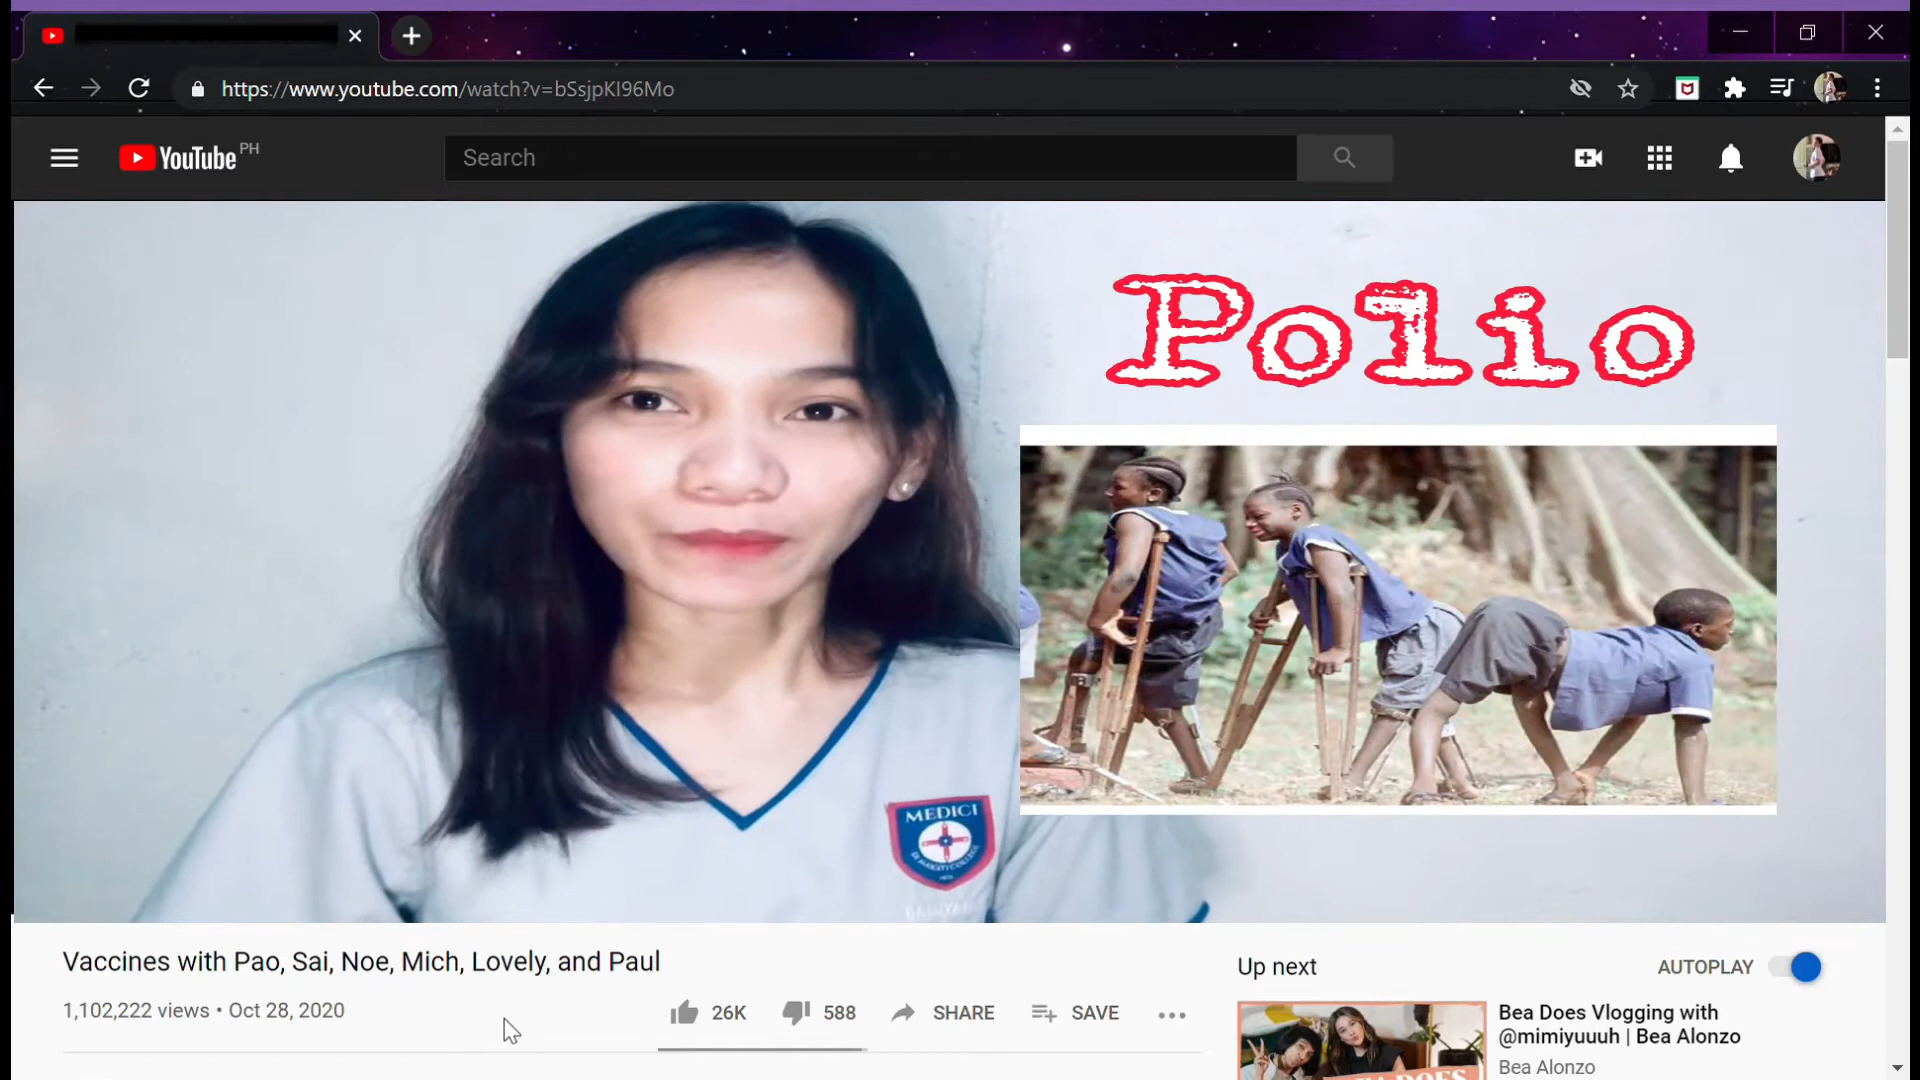 https://www.youtube.com/watch?v=bSsjpKI96Mo
YouTube PH
Search
Polio
MEDICI
Vaccines with Pao, Sai, Noe, Mich, Lovely, and Paul
1,102,222 views • Oct 28, 2020
26K
588
SHARE
SAVE
Up next
AUTOPLAY
Bea Does Vlogging with
@mimiyuuuh | Bea Alonzo
Bea Alonzo